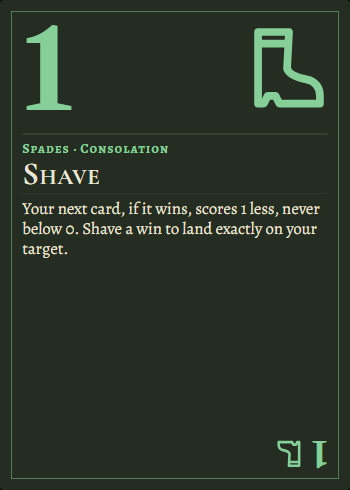 1
Spades · Consolation
Shave
Your next card, if it wins, scores 1 less, never
below 0. Shave a win to land exactly on your
target.
1